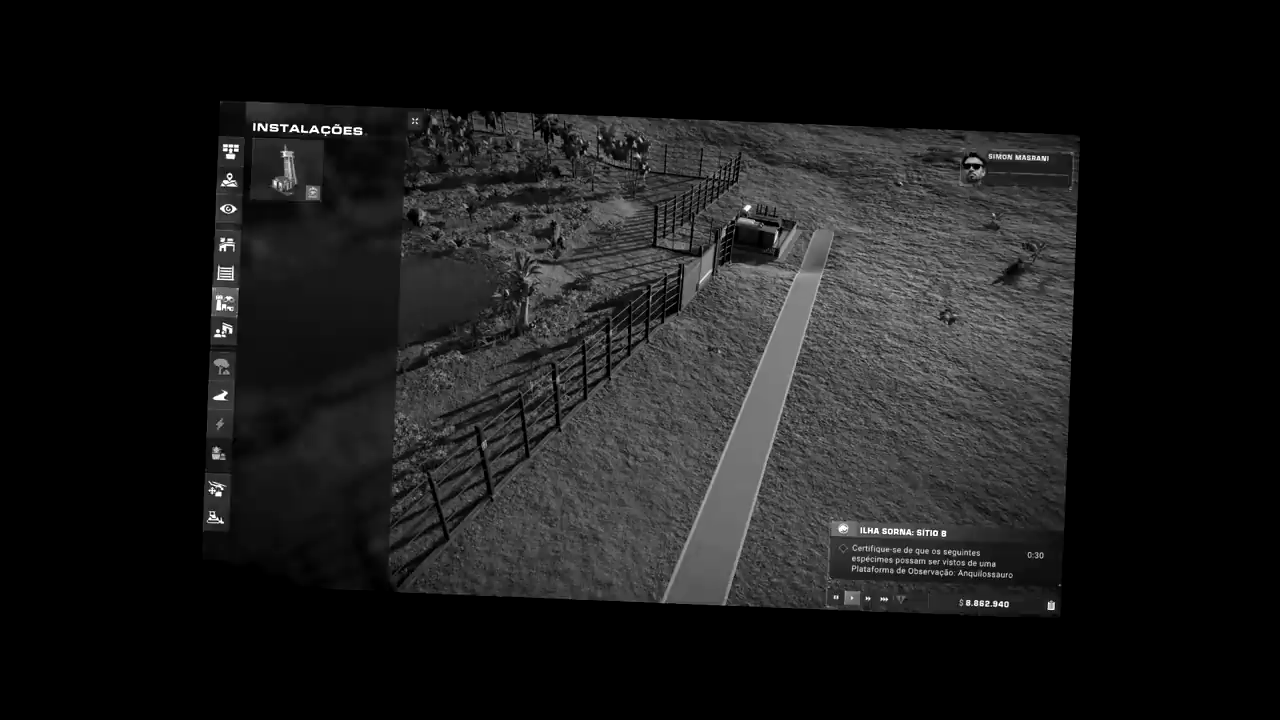 INSTALAÇÕES
SIMON MASRANI
ILHA SORNA: SÍTIO B
Certifique-se de que os seguintes
espécimes possam ser vistos de uma
Plataforma de Observação: Anquilossauro
0:30
$ 8.862.940